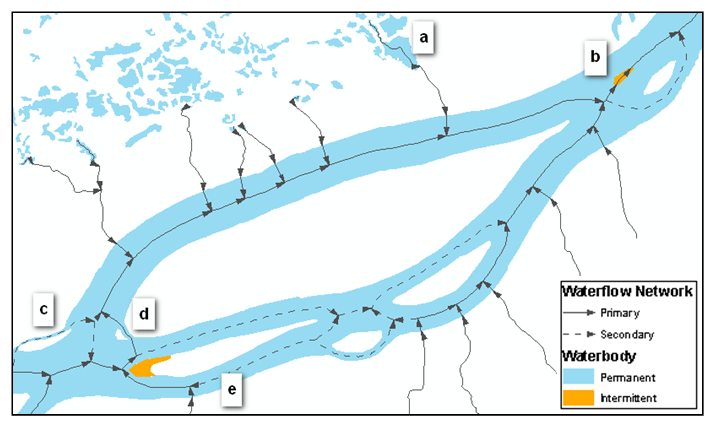 a
b
c
d
e
Waterflow Network
Primary
Secondary
Waterbody
Permanent
Intermittent